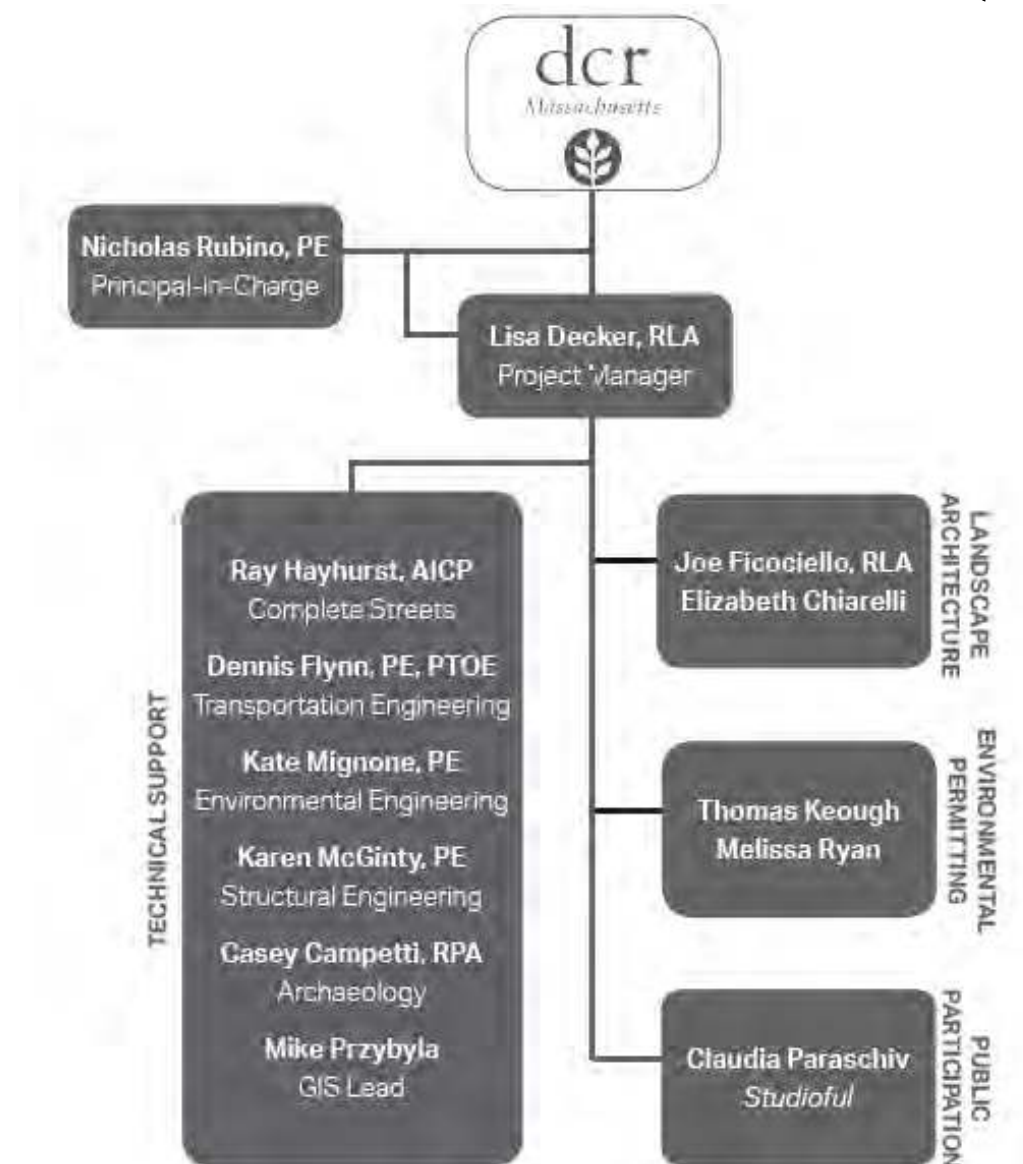 dcr
Massachusetts
Nicholas Rubino, PE
Principal-in-Charge
Lisa Decker, RLA
Project Manager
TECHNICAL SUPPORT
Ray Hayhurst, AICP
Complete Streets
Dennis Flynn, PE, PTOE
Transportation Engineering
Kate Mignone, PE
Environmental Engineering
Karen McGinty, PE
Structural Engineering
Casey Campetti, RPA
Archaeology
Mike Przybyla
GIS Lead
Joe Ficociello, RLA
Elizabeth Chiarelli
LANDSCAPE
ARCHITECTURE
Thomas Keough
Melissa Ryan
ENVIRONMENTAL
PERMITTING
Claudia Paraschiv
Studioful
PUBLIC
PARTICIPATION